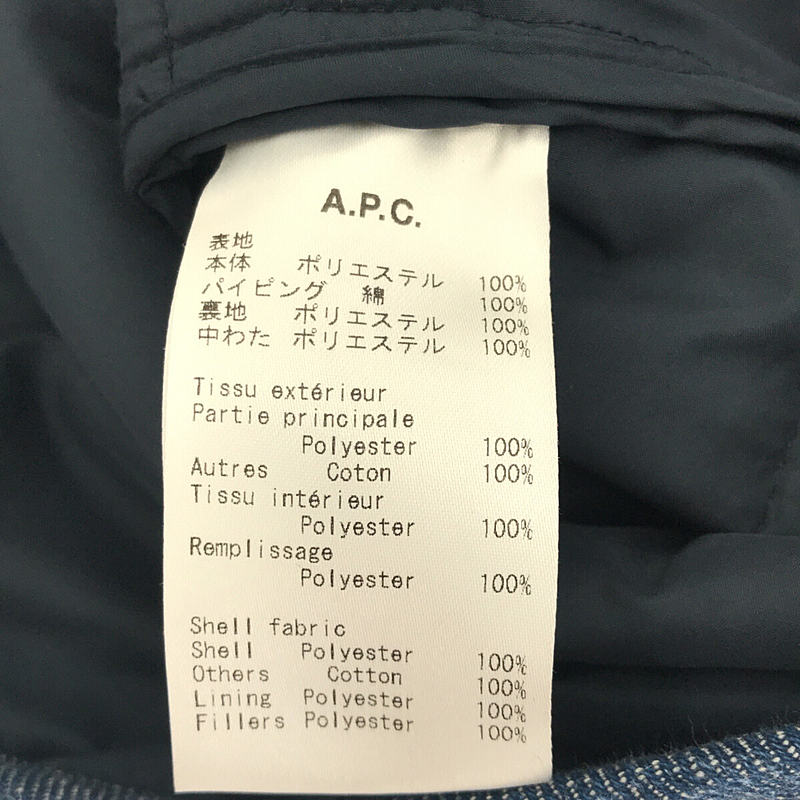 A.P.C.
表地
本体 ポリエステル 100%
パイピング 綿 100%
裏地 ポリエステル 100%
中わた ポリエステル 100%
Tissu extérieur
Partie principale
Polyester 100%
Autres Coton 100%
Tissu intérieur
Polyester 100%
Remplissage
Polyester 100%
Shell fabric
Shell Polyester 100%
Others Cotton 100%
Lining Polyester 100%
Fillers Polyester 100%